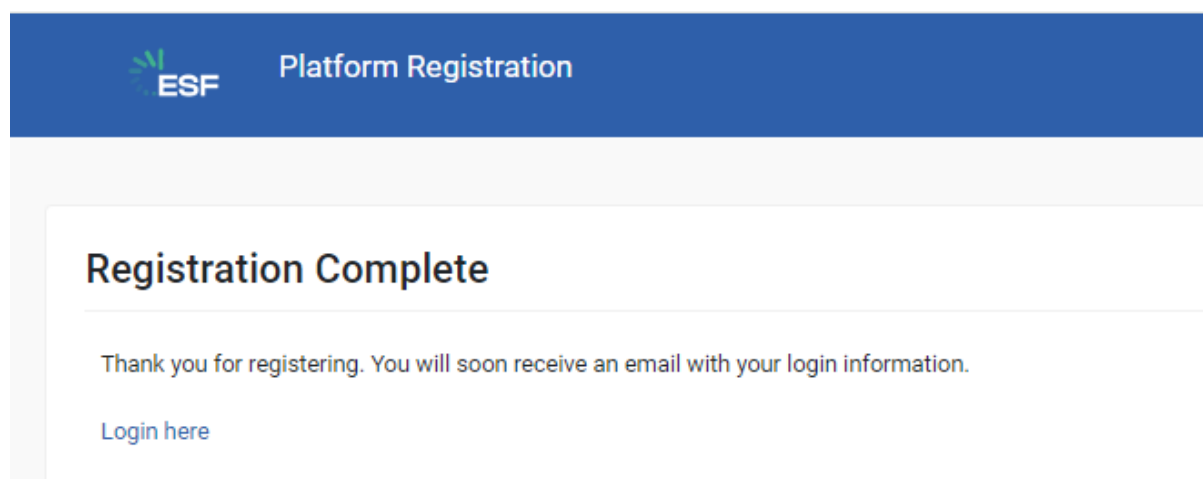 ESF
Platform Registration
Registration Complete
Thank you for registering. You will soon receive an email with your login information.
Login here